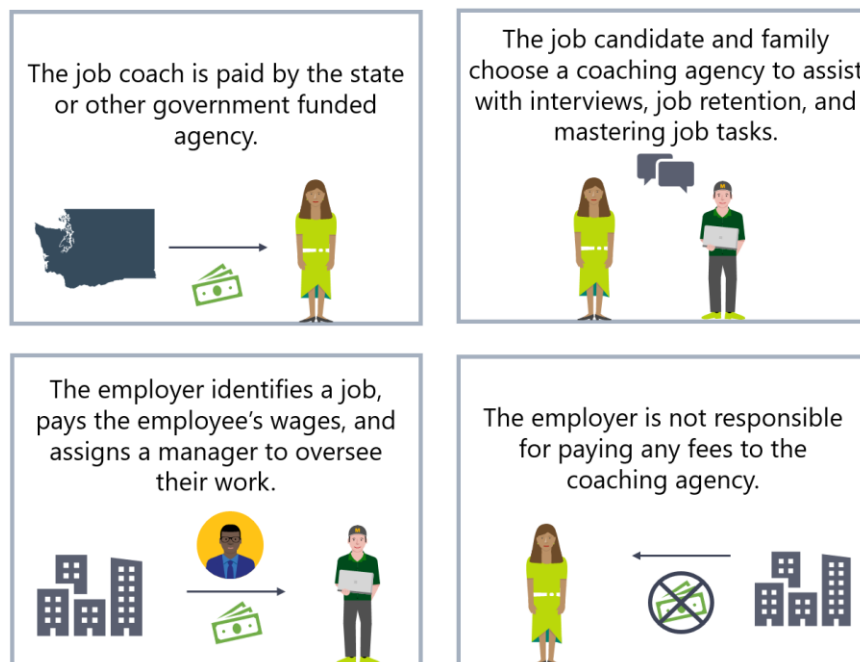 The job coach is paid by the state
or other government funded
agency.
The job candidate and family
choose a coaching agency to assist
with interviews, job retention, and
mastering job tasks.
The employer identifies a job,
pays the employee’s wages, and
assigns a manager to oversee
their work.
The employer is not responsible
for paying any fees to the
coaching agency.